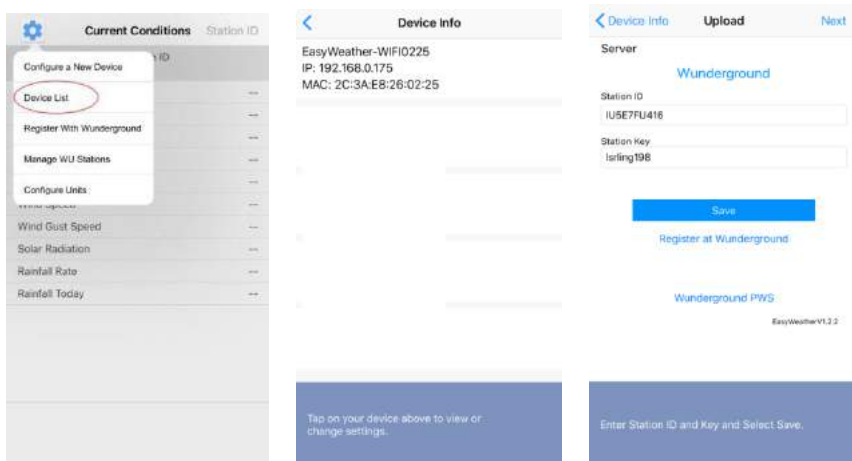 Current Conditions
Station ID
ID
Configure a New Device
Device List
Register With Wunderground
Manage WU Stations
Configure Units
Wind Gust Speed
--
Solar Radiation
--
Rainfall Rate
--
Rainfall Today
--
Device Info
EasyWeather-WIFI0225
IP: 192.168.0.175
MAC: 2C:3A:E8:26:02:25
Tap on your device above to view or
change settings.
Device Info
Upload
Next
Server
Wunderground
Station ID
IU5E7FU416
Station Key
lsrling198
Save
Register at Wunderground
Wunderground PWS
EasyWeatherV1.2.2
Enter Station ID and Key and Select Save.